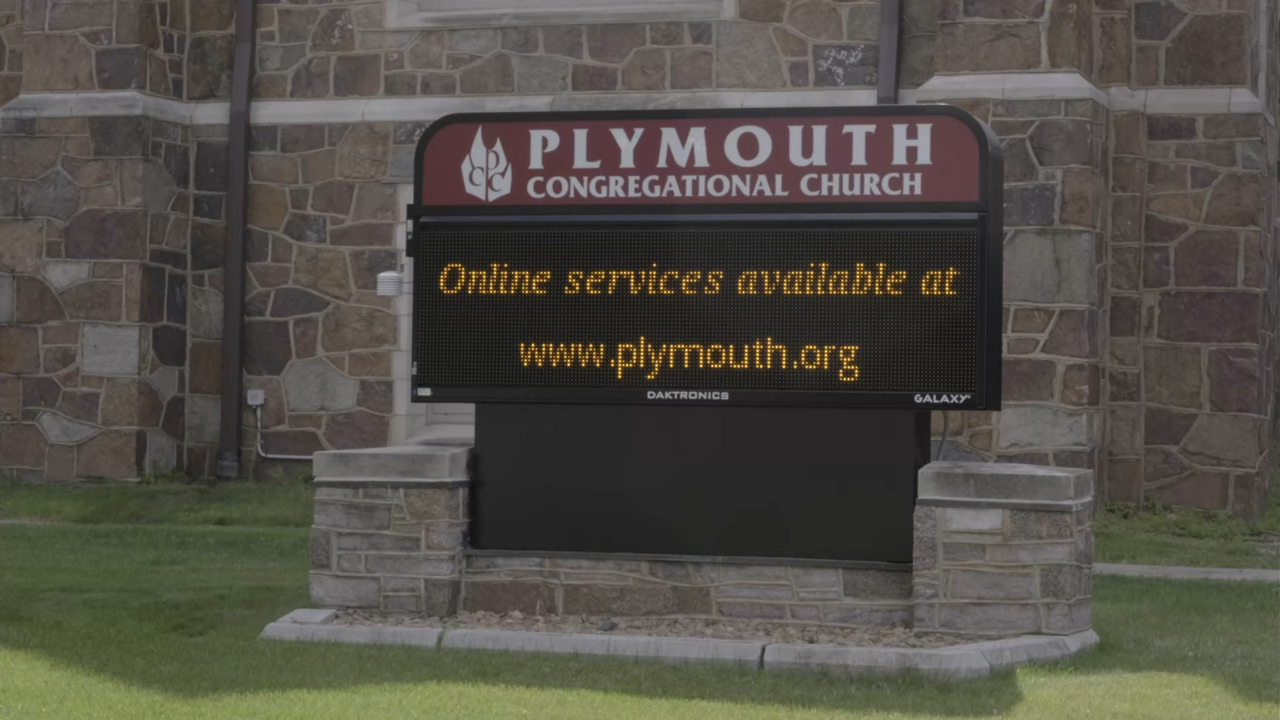 PLYMOUTH
CONGREGATIONAL CHURCH
Online services available at
www.plymouth.org
DAKTRONICS
GALAXY